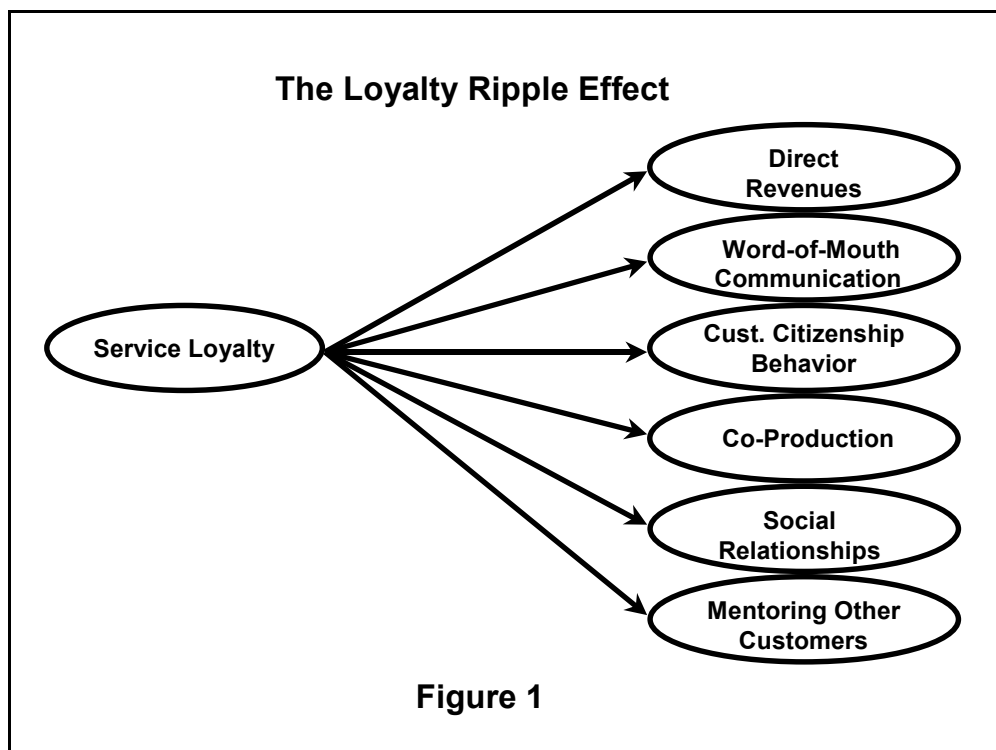 The Loyalty Ripple Effect
Direct
Revenues
Word-of-Mouth
Communication
Service Loyalty
Cust. Citizenship
Behavior
Co-Production
Social
Relationships
Mentoring Other
Customers
Figure 1